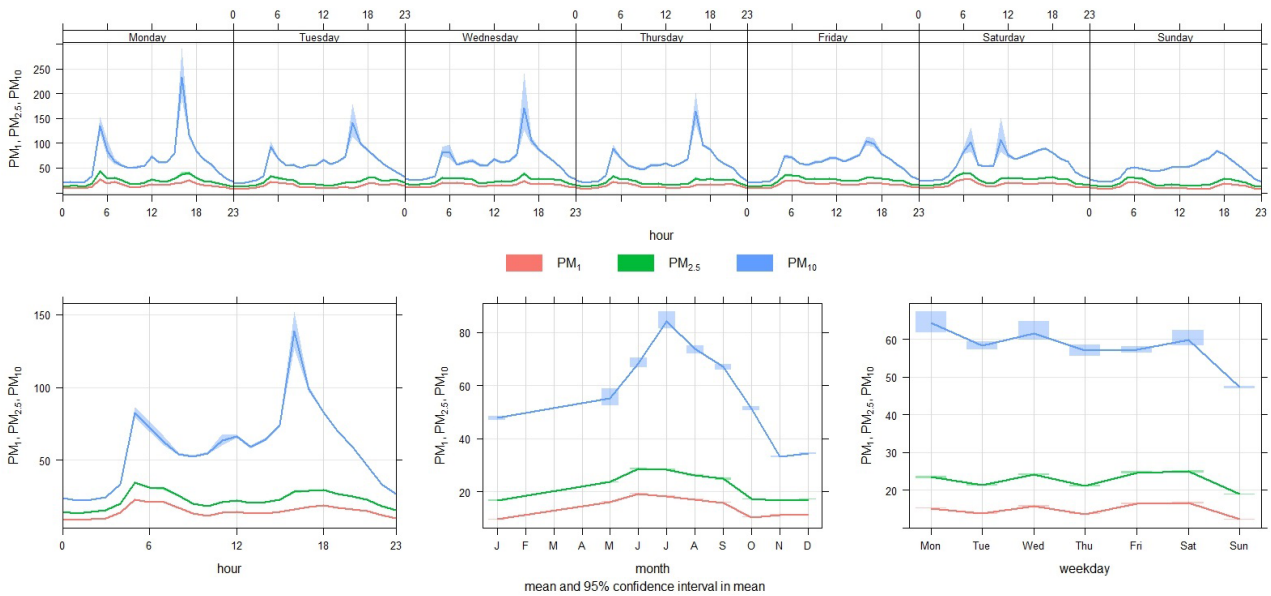 0 6 12 18 23 0 6 12 18 23 0 6 12 18 23
Monday Tuesday Wednesday Thursday Friday Saturday Sunday
PM₁, PM₂.₅, PM₁₀
250
200
150
100
50
0 6 12 18 23 0 6 12 18 23 0 6 12 18 23 0 6 12 18 23
hour
PM₁ PM₂.₅ PM₁₀
PM₁, PM₂.₅, PM₁₀
150
100
50
0 6 12 18 23
hour
PM₁, PM₂.₅, PM₁₀
80
60
40
20
J F M A M J J A S O N D
month
mean and 95% confidence interval in mean
PM₁, PM₂.₅, PM₁₀
60
50
40
30
20
10
Mon Tue Wed Thu Fri Sat Sun
weekday